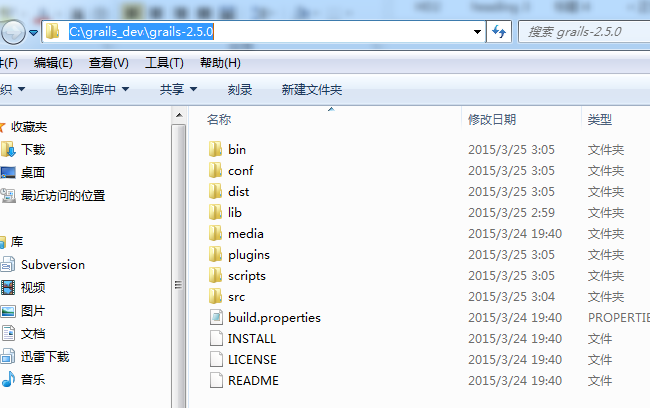 C:\grails_dev\grails-2.5.0
搜索 grails-2.5.0
(F) 编辑(E) 查看(V) 工具(T) 帮助(H)
织 包含到库中 共享 刻录 新建文件夹
收藏夹
下载
桌面
最近访问的位置
库
Subversion
视频
图片
文档
迅雷下载
音乐
名称 修改日期 类型
bin 2015/3/25 3:05 文件夹
conf 2015/3/25 3:05 文件夹
dist 2015/3/25 3:05 文件夹
lib 2015/3/25 2:59 文件夹
media 2015/3/24 19:40 文件夹
plugins 2015/3/25 3:05 文件夹
scripts 2015/3/25 3:05 文件夹
src 2015/3/25 3:04 文件夹
build.properties 2015/3/24 19:40 PROPERTIE
INSTALL 2015/3/24 19:40 文件
LICENSE 2015/3/24 19:40 文件
README 2015/3/24 19:40 文件